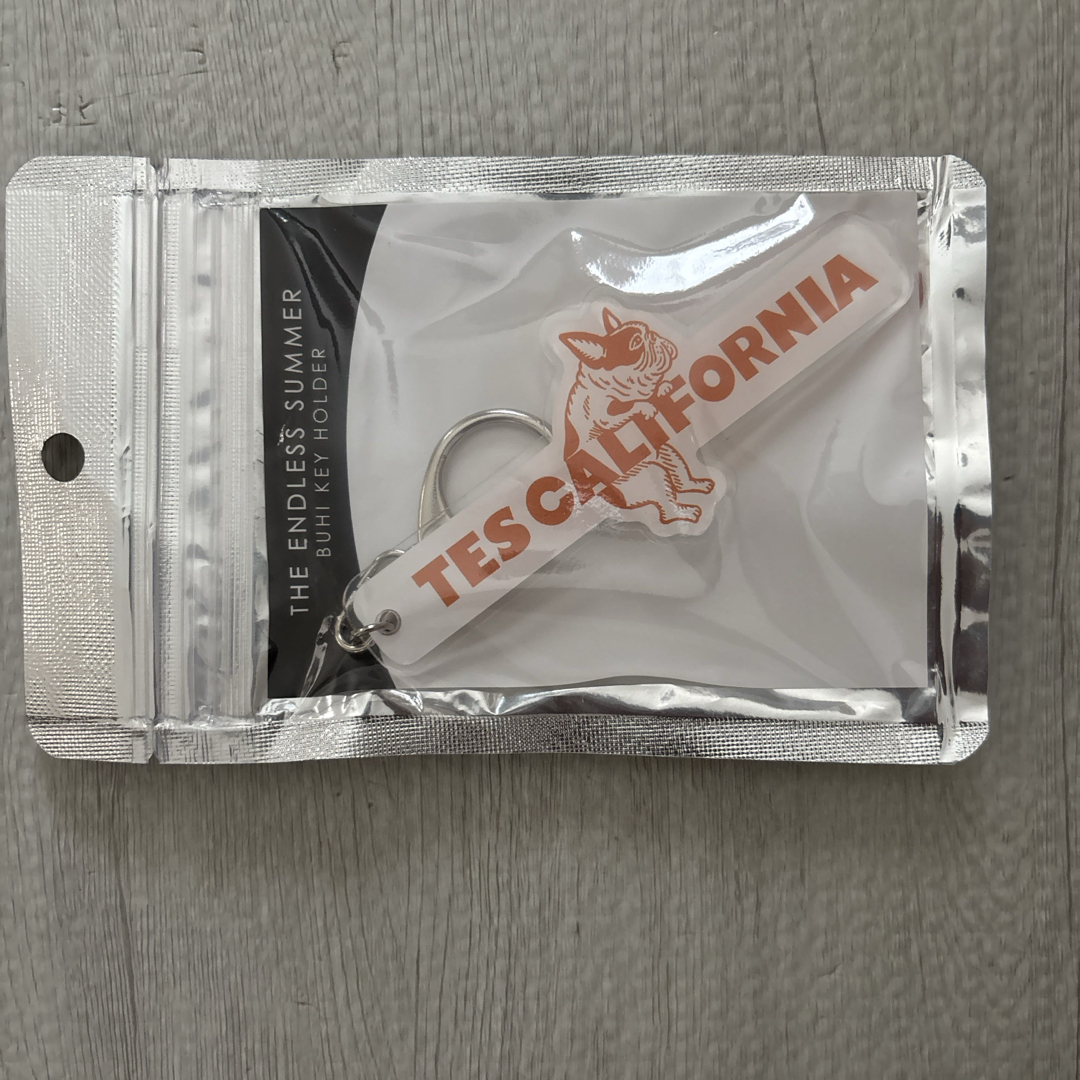 THE ENDLESS SUMMER
BUHI KEY HOLDER
TES CALIFORNIA